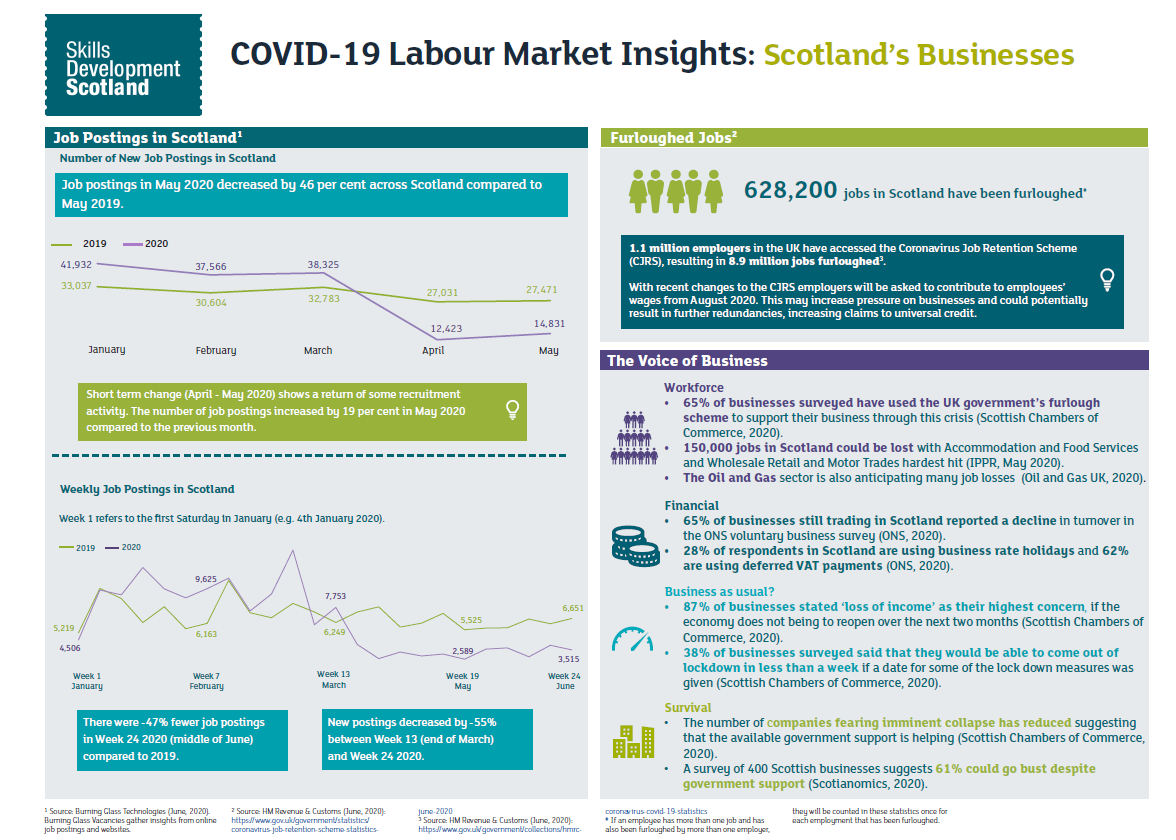 Skills
Development
Scotland
COVID-19 Labour Market Insights: Scotland's Businesses
Job Postings in Scotland¹
Number of New Job Postings in Scotland
Job postings in May 2020 decreased by 46 per cent across Scotland compared to
May 2019.
2019 2020
41,932 37,566 38,325
33,037 30,604 32,783 27,031 27,471
12,423 14,831
January February March April May
Short term change (April - May 2020) shows a return of some recruitment
activity. The number of job postings increased by 19 per cent in May 2020
compared to the previous month.
Weekly Job Postings in Scotland
Week 1 refers to the first Saturday in January (e.g. 4th January 2020).
2019 2020
9,625 7,753
5,219 6,163 6,249 5,525 6,651
4,506 2,589 3,515
Week 1 Week 7 Week 13 Week 19 Week 24
January February March May June
There were -47% fewer job postings
in Week 24 2020 (middle of June)
compared to 2019.
New postings decreased by -55%
between Week 13 (end of March)
and Week 24 2020.
Furloughed Jobs²
628,200 jobs in Scotland have been furloughed*
1.1 million employers in the UK have accessed the Coronavirus Job Retention Scheme
(CJRS), resulting in 8.9 million jobs furloughed³.
With recent changes to the CJRS employers will be asked to contribute to employees'
wages from August 2020. This may increase pressure on businesses and could potentially
result in further redundancies, increasing claims to universal credit.
The Voice of Business
Workforce
• 65% of businesses surveyed have used the UK government's furlough
scheme to support their business through this crisis (Scottish Chambers of
Commerce, 2020).
• 150,000 jobs in Scotland could be lost with Accommodation and Food Services
and Wholesale Retail and Motor Trades hardest hit (IPPR, May 2020).
• The Oil and Gas sector is also anticipating many job losses (Oil and Gas UK, 2020).
Financial
• 65% of businesses still trading in Scotland reported a decline in turnover in
the ONS voluntary business survey (ONS, 2020).
• 28% of respondents in Scotland are using business rate holidays and 62%
are using deferred VAT payments (ONS, 2020).
Business as usual?
• 87% of businesses stated 'loss of income' as their highest concern, if the
economy does not being to reopen over the next two months (Scottish Chambers of
Commerce, 2020).
• 38% of businesses surveyed said that they would be able to come out of
lockdown in less than a week if a date for some of the lock down measures was
given (Scottish Chambers of Commerce, 2020).
Survival
• The number of companies fearing imminent collapse has reduced suggesting
that the available government support is helping (Scottish Chambers of Commerce,
2020).
• A survey of 400 Scottish businesses suggests 61% could go bust despite
government support (Scotianomics, 2020).
¹ Source: Burning Glass Technologies (June, 2020).
Burning Glass Vacancies gather insights from online
job postings and websites.
² Source: HM Revenue & Customs (June, 2020):
https://www.gov.uk/government/statistics/
coronavirus-job-retention-scheme-statistics-
june-2020
³ Source: HM Revenue & Customs (June, 2020):
https://www.gov.uk/government/collections/hmrc-
coronavirus-covid-19-statistics
* If an employee has more than one job and has
also been furloughed by more than one employer,
they will be counted in these statistics once for
each employment that has been furloughed.